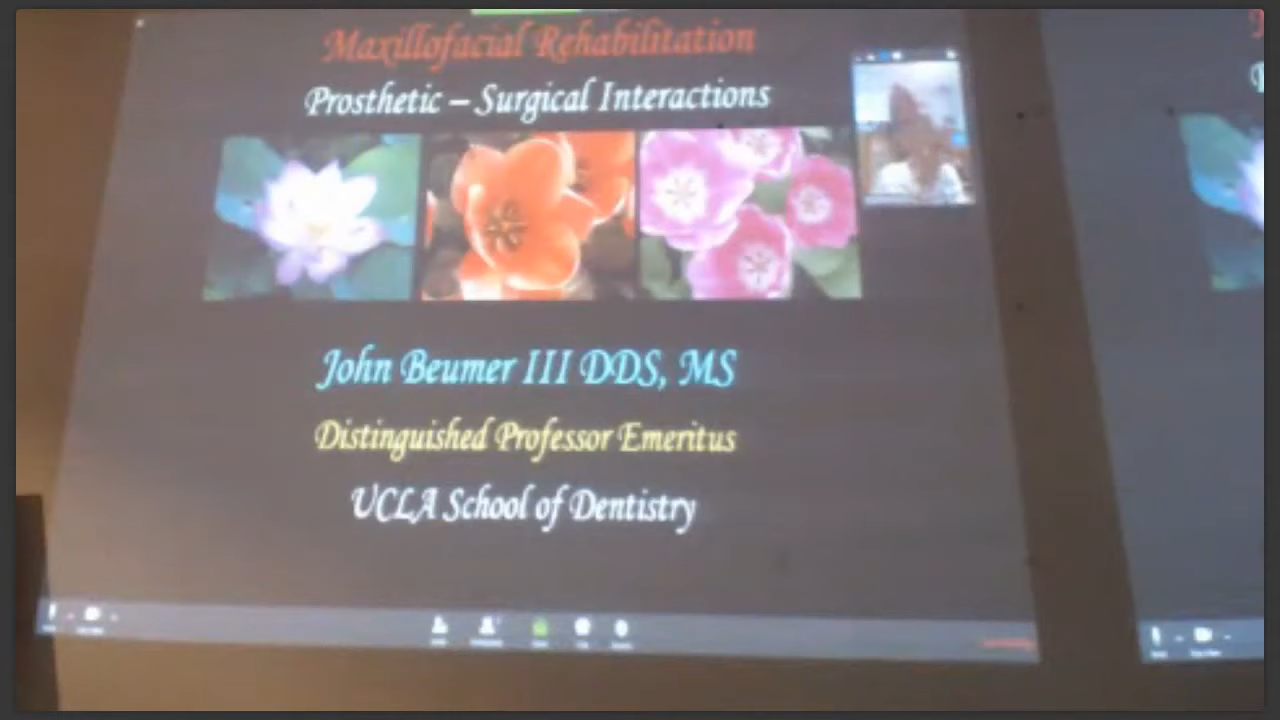 Maxillofacial Rehabilitation
Prosthetic – Surgical Interactions
John Beumer III DDS, MS
Distinguished Professor Emeritus
UCLA School of Dentistry